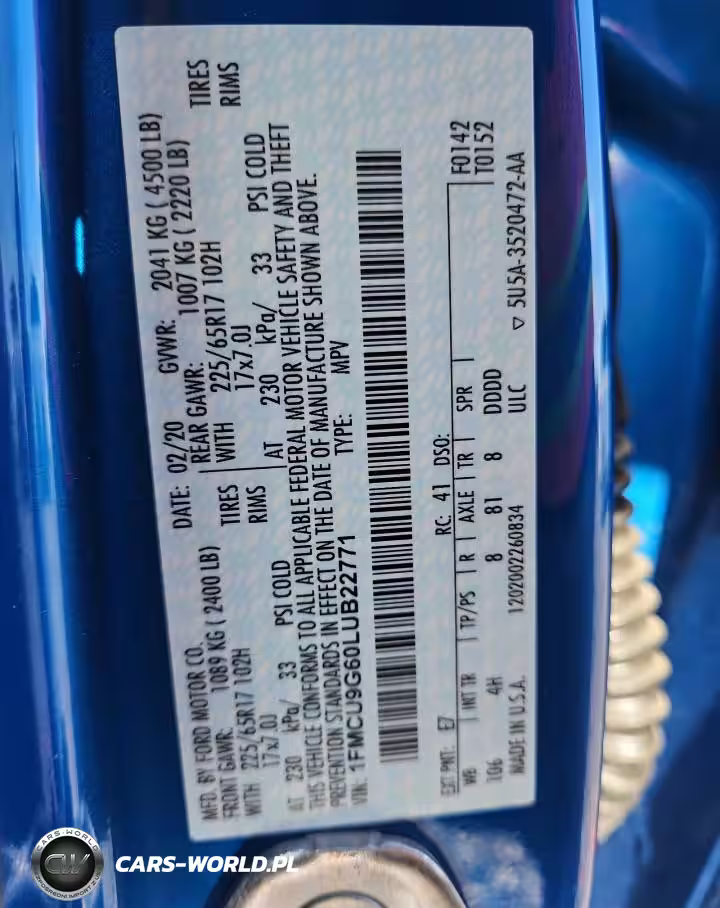 MFD. BY FORD MOTOR CO.
DATE: 02/20 GVWR: 2041 KG ( 4500 LB)
FRONT GAWR: 1089 KG ( 2400 LB)
REAR GAWR: 1007 KG ( 2220 LB)
WITH 225/65R17 102H TIRES
17x7.0J RIMS
AT 230 kPa/ 33 PSI COLD
WITH 225/65R17 102H TIRES
17x7.0J RIMS
AT 230 kPa/ 33 PSI COLD
THIS VEHICLE CONFORMS TO ALL APPLICABLE FEDERAL MOTOR VEHICLE SAFETY AND THEFT
PREVENTION STANDARDS IN EFFECT ON THE DATE OF MANUFACTURE SHOWN ABOVE.
VIN: 1FMCU9G60LUB22771 TYPE: MPV
EXT PNT: E7 RC: 41 DSO: F0142
T0152
WB INT TR TP/PS R AXLE TR SPR
106 4H 8 81 8 DDDD
MADE IN U.S.A. 1202002260834 ULC ▽ 5U5A-3520472-AA
CARS-WORLD
CW
CARS-WORLD.PL